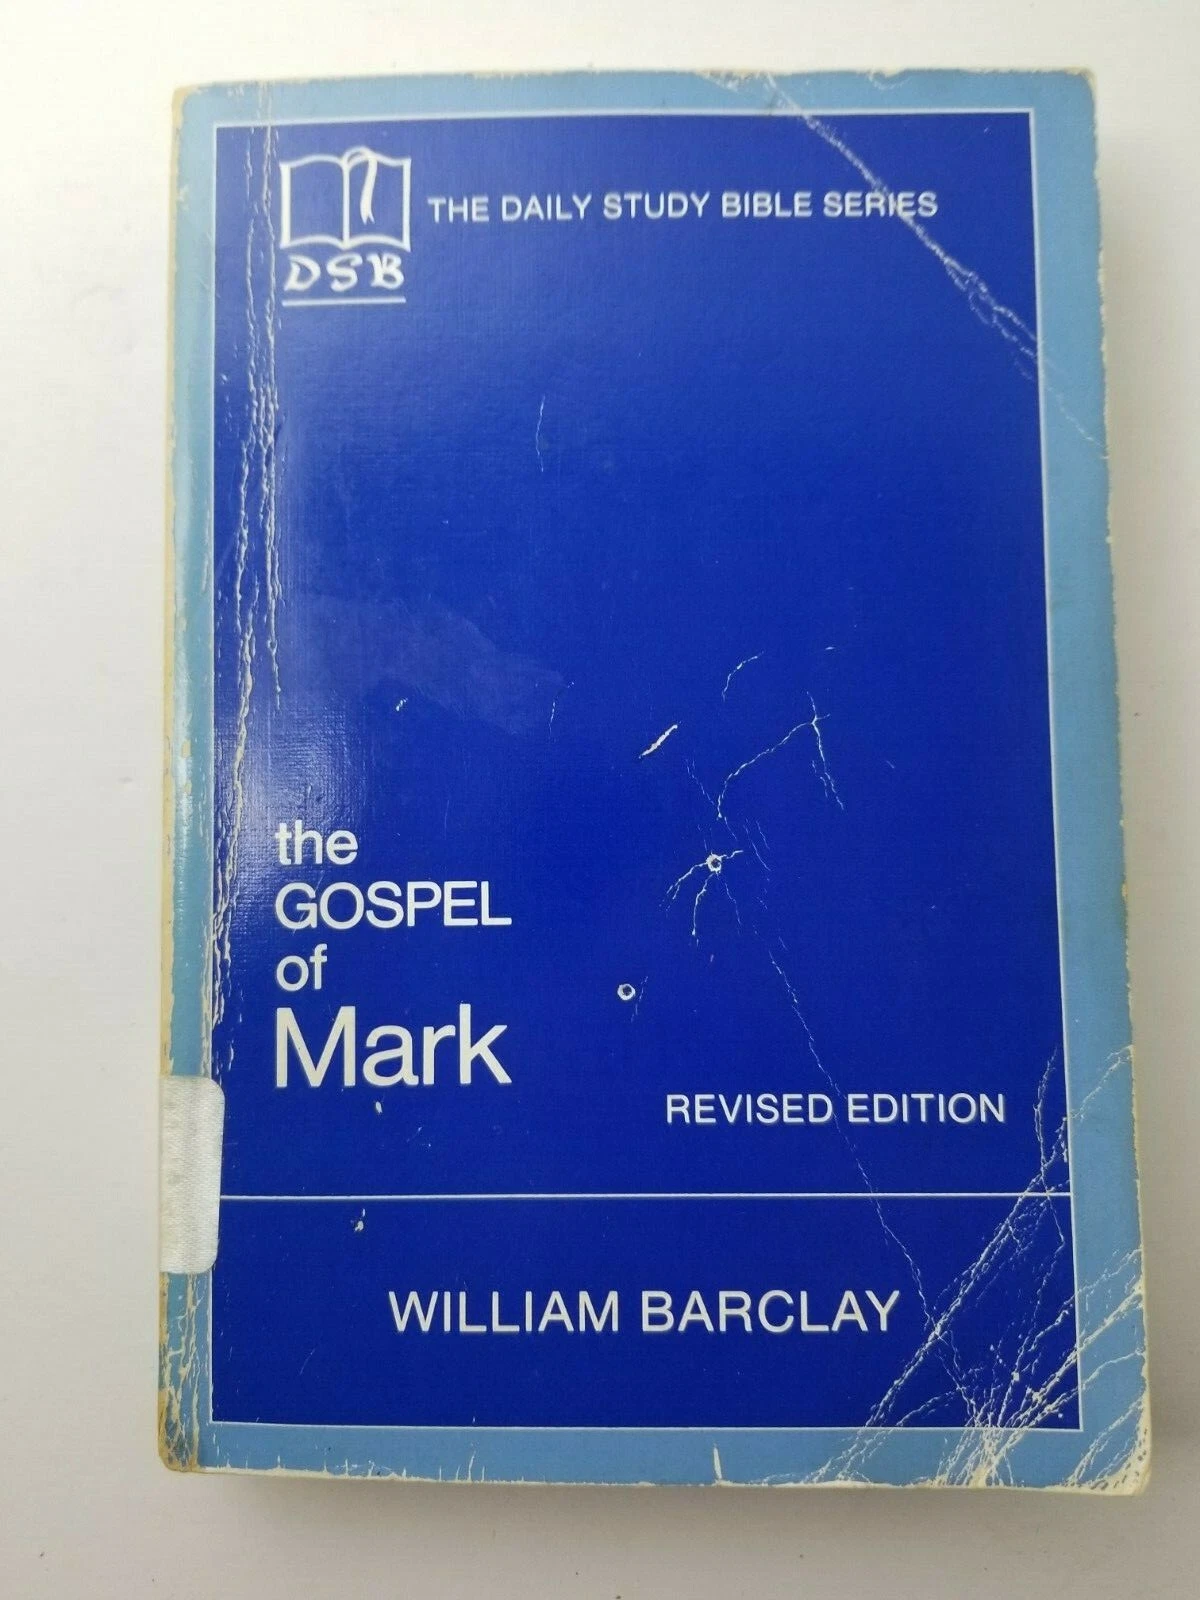 THE DAILY STUDY BIBLE SERIES
DSB
the
GOSPEL
of
Mark
REVISED EDITION
WILLIAM BARCLAY